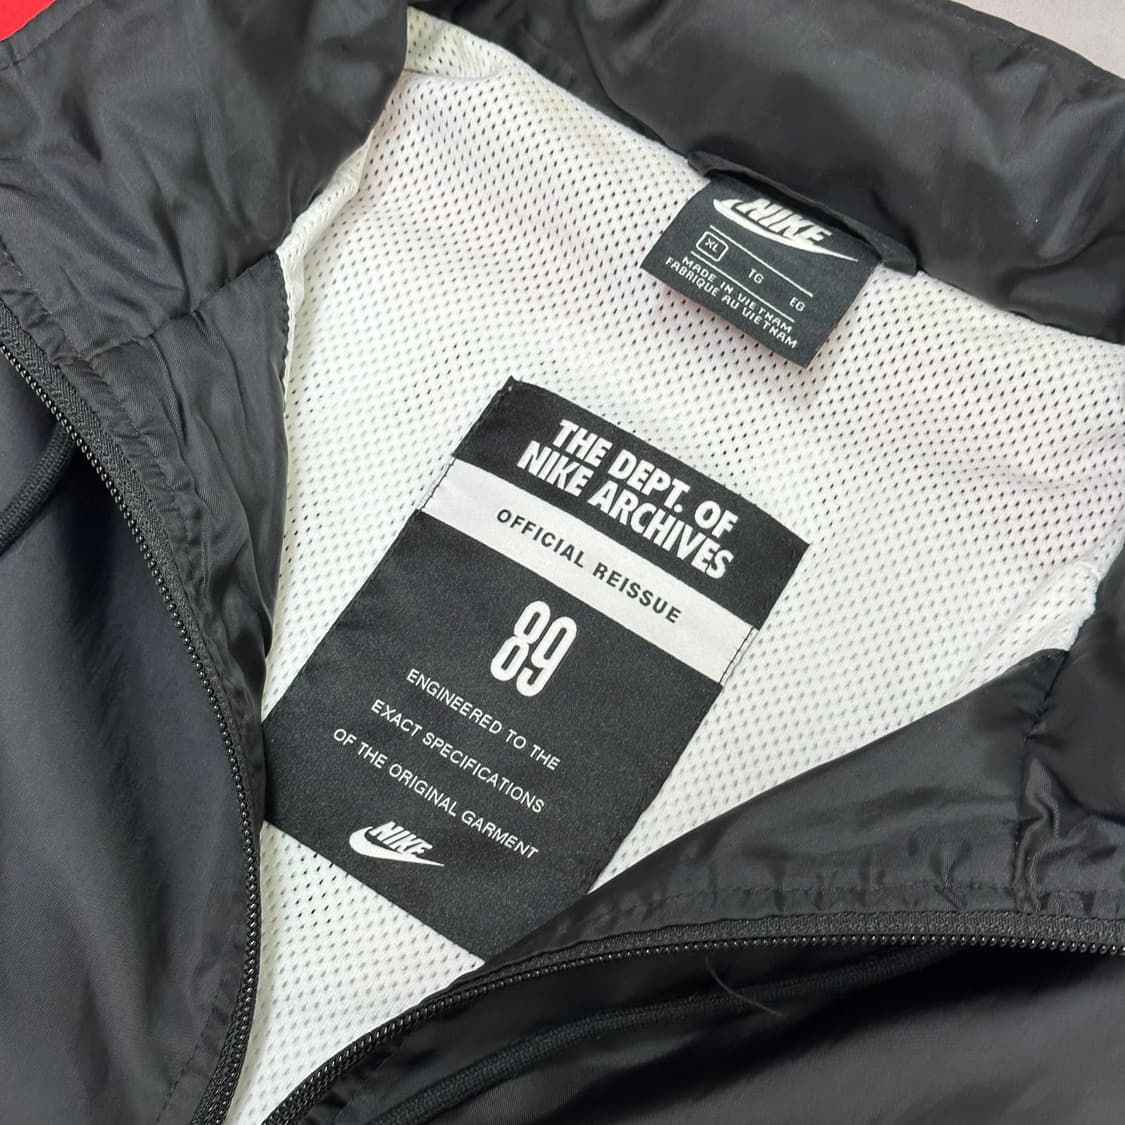 NIKE
XL TG EG
MADE IN VIETNAM
FABRIQUE AU VIETNAM
THE DEPT. OF
NIKE ARCHIVES
OFFICIAL REISSUE
89
ENGINEERED TO THE
EXACT SPECIFICATIONS
OF THE ORIGINAL GARMENT
NIKE